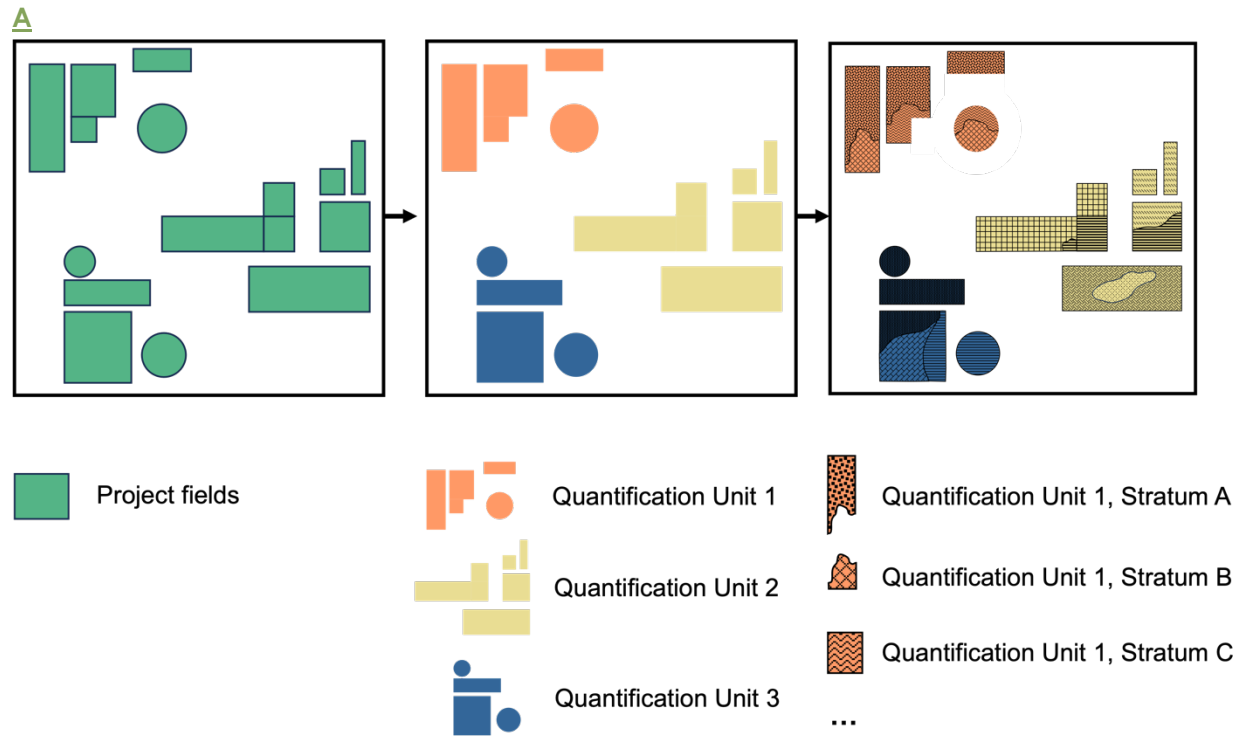 A
Project fields
Quantification Unit 1
Quantification Unit 2
Quantification Unit 3
Quantification Unit 1, Stratum A
Quantification Unit 1, Stratum B
Quantification Unit 1, Stratum C
...